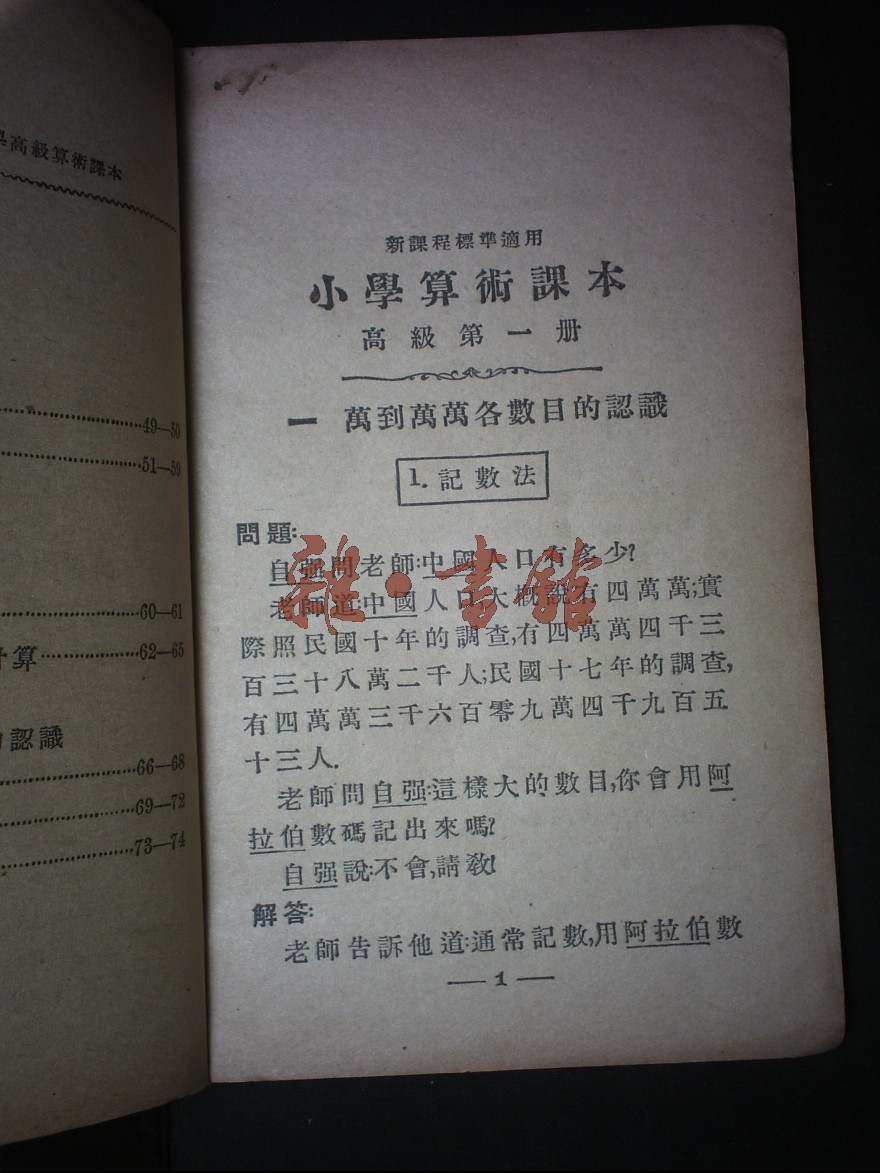 高級算術課本
49—50
51—59
60—61
計算 62—65
認識
66—68
69—72
73—74
新課程標準適用
小學算術課本
高級第一册
一 萬到萬萬各數目的認識
1. 記數法
問題:
自强問老師:中國人口有多少?
老師道:中國人口,大概說有四萬萬;實
際照民國十年的調查,有四萬萬四千三
百三十八萬二千人;民國十七年的調查,
有四萬萬三千六百零九萬四千九百五
十三人.
老師問自强:這樣大的數目,你會用阿
拉伯數碼記出來嗎?
自强說:不會,請敎!
解答:
老師告訴他道:通常記數,用阿拉伯數
— 1 —
雜·書館